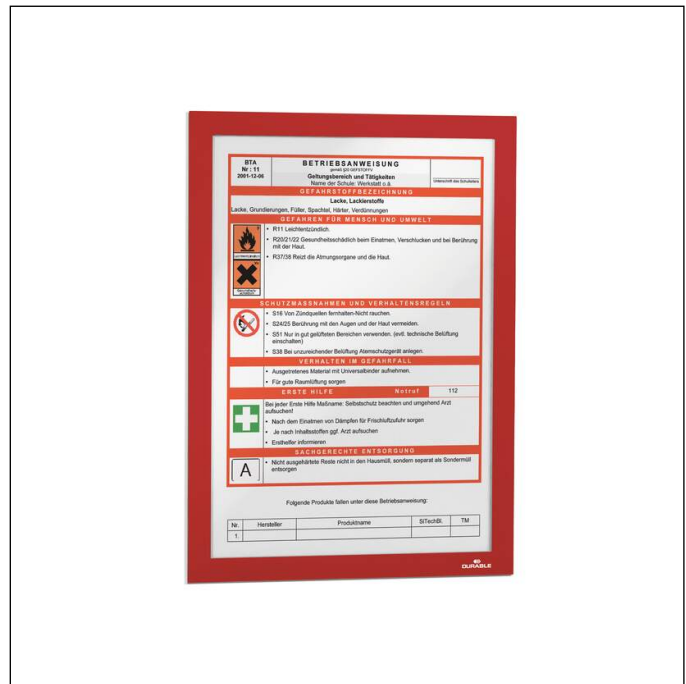 BTA
Nr : 11
2001-12-06
BETRIEBSANWEISUNG
gemäß §20 GEFSTOFFV
Geltungsbereich und Tätigkeiten
Name der Schule: Werkstatt o.ä.
Unterschrift des Schulleiters
GEFAHRSTOFFBEZEICHNUNG
Lacke, Lackierstoffe
Lacke, Grundierungen, Füller, Spachtel, Härter, Verdünnungen
GEFAHREN FÜR MENSCH UND UMWELT
• R11 Leichtentzündlich.
• R20/21/22 Gesundheitsschädlich beim Einatmen, Verschlucken und bei Berührung
mit der Haut.
• R37/38 Reizt die Atmungsorgane und die Haut.
SCHUTZMASSNAHMEN UND VERHALTENSREGELN
• S16 Von Zündquellen fernhalten-Nicht rauchen.
• S24/25 Berührung mit den Augen und der Haut vermeiden.
• S51 Nur in gut gelüfteten Bereichen verwenden. (evtl. technische Belüftung
einschalten)
• S38 Bei unzureichender Belüftung Atemschutzgerät anlegen.
VERHALTEN IM GEFAHRFALL
• Ausgetretenes Material mit Universalbinder aufnehmen.
• Für gute Raumlüftung sorgen
ERSTE HILFE Notruf 112
Bei jeder Erste Hilfe Maßname: Selbstschutz beachten und umgehend Arzt
aufsuchen!
• Nach dem Einatmen von Dämpfen für Frischluftzufuhr sorgen
• Je nach Inhaltsstoffen ggf. Arzt aufsuchen
• Ersthelfer informieren
SACHGERECHTE ENTSORGUNG
A
• Nicht ausgehärtete Reste nicht in den Hausmüll, sondern separat als Sondermüll
entsorgen
Folgende Produkte fallen unter diese Betriebsanweisung:
Nr. Hersteller Produktname SITechBl. TM
1.
DURABLE